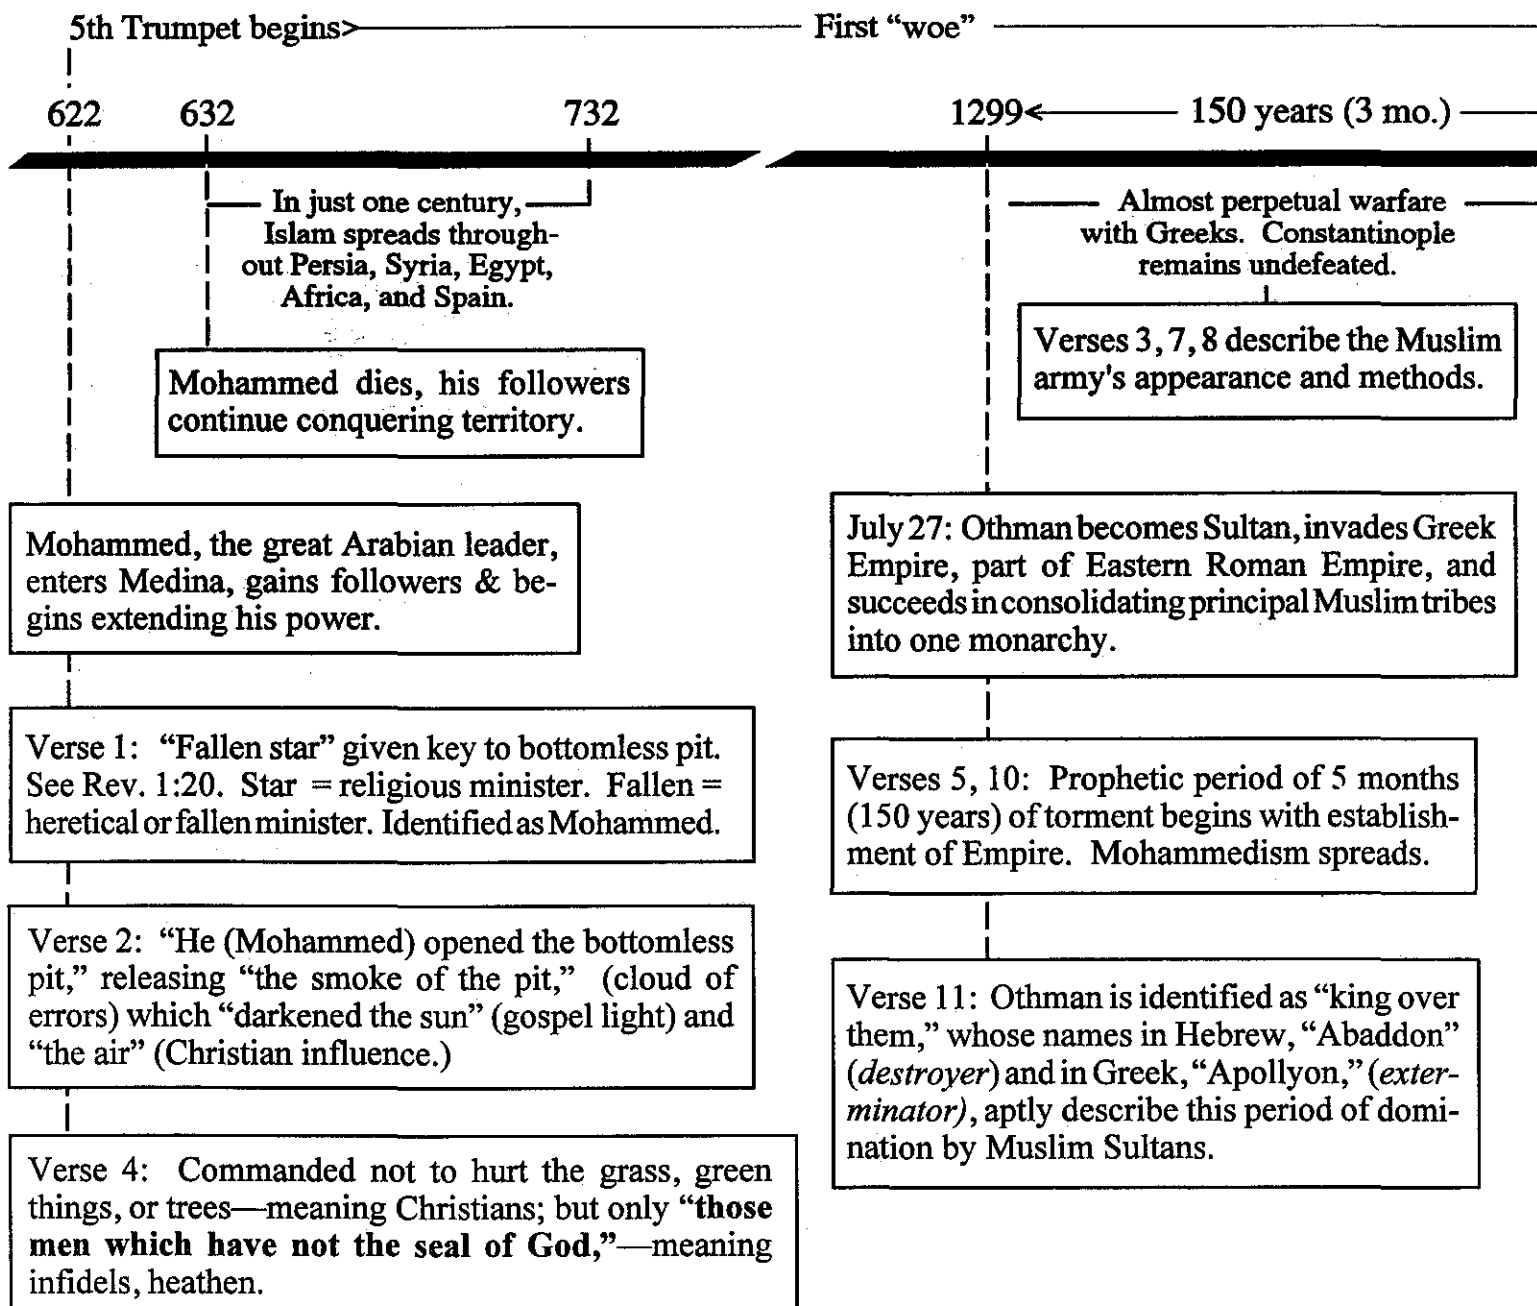 5th Trumpet begins> First “woe”
622 632 732 1299 150 years (3 mo.)
In just one century,
Islam spreads through-
out Persia, Syria, Egypt,
Africa, and Spain.
Almost perpetual warfare
with Greeks. Constantinople
remains undefeated.
Verses 3, 7, 8 describe the Muslim
army's appearance and methods.
Mohammed dies, his followers
continue conquering territory.
Mohammed, the great Arabian leader,
enters Medina, gains followers & be-
gins extending his power.
July 27: Othman becomes Sultan, invades Greek
Empire, part of Eastern Roman Empire, and
succeeds in consolidating principal Muslim tribes
into one monarchy.
Verse 1: “Fallen star” given key to bottomless pit.
See Rev. 1:20. Star = religious minister. Fallen =
heretical or fallen minister. Identified as Mohammed.
Verses 5, 10: Prophetic period of 5 months
(150 years) of torment begins with establish-
ment of Empire. Mohammedism spreads.
Verse 2: “He (Mohammed) opened the bottomless
pit,” releasing “the smoke of the pit,” (cloud of
errors) which “darkened the sun” (gospel light) and
“the air” (Christian influence.)
Verse 11: Othman is identified as “king over
them,” whose names in Hebrew, “Abaddon”
(destroyer) and in Greek, “Apollyon,” (exter-
minator), aptly describe this period of domi-
nation by Muslim Sultans.
Verse 4: Commanded not to hurt the grass, green
things, or trees—meaning Christians; but only “those
men which have not the seal of God,”—meaning
infidels, heathen.